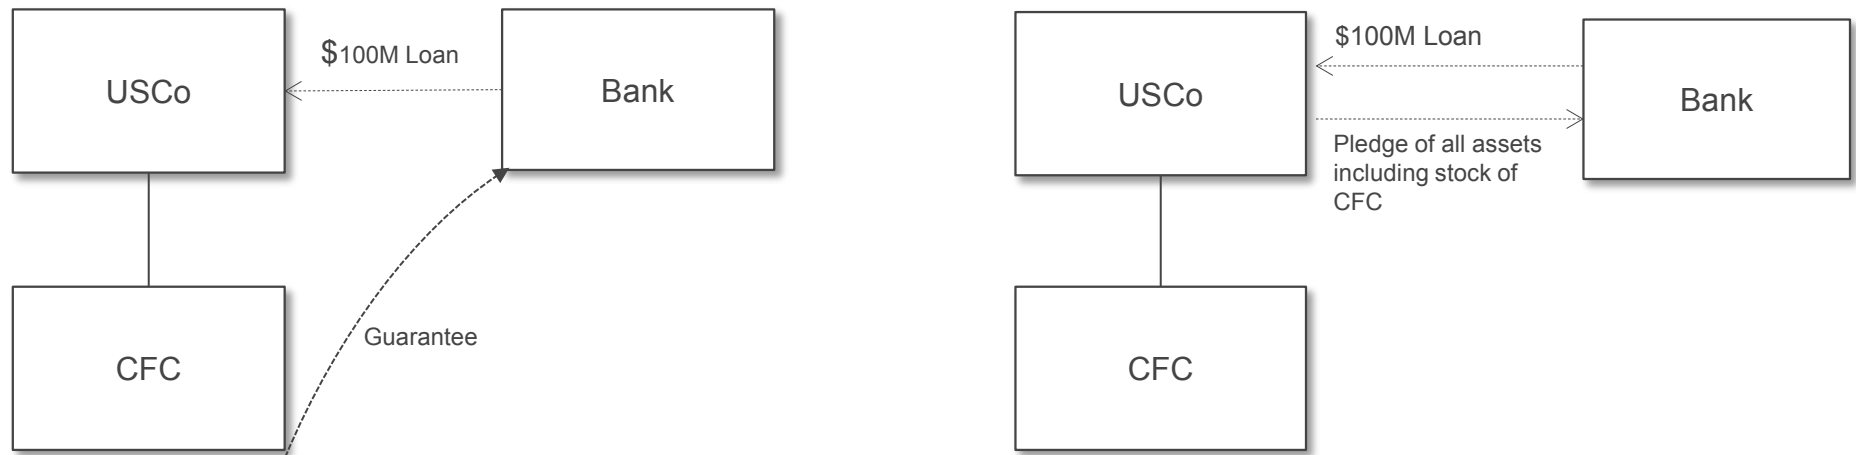 USCo
$100M Loan
Bank
Guarantee
CFC
USCo
$100M Loan
Bank
Pledge of all assets
including stock of
CFC
CFC